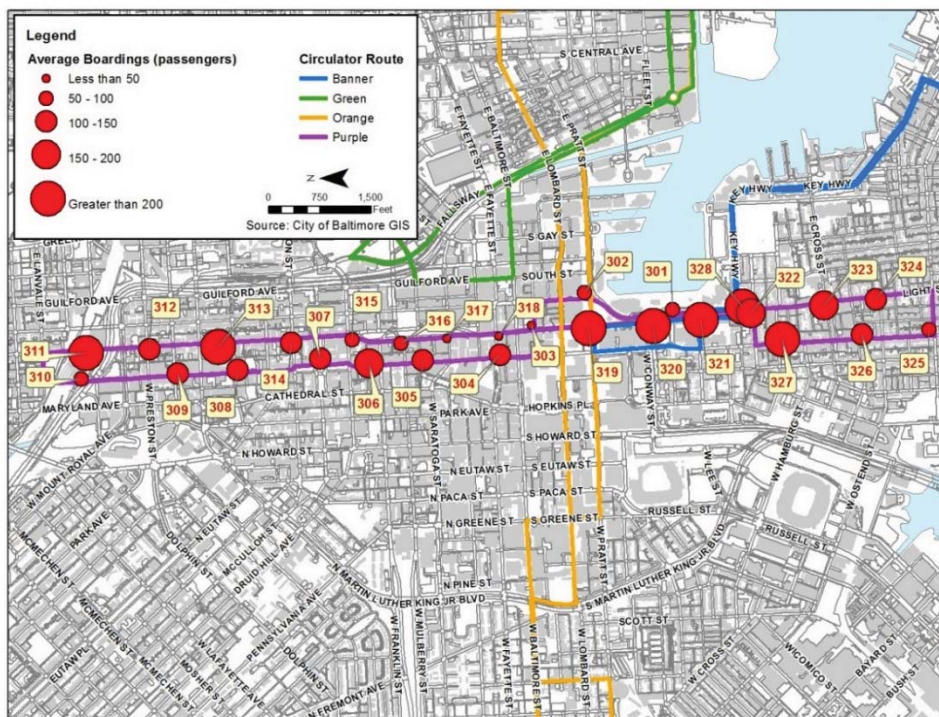 Legend
Average Boardings (passengers)
Less than 50
50 - 100
100 -150
150 - 200
Greater than 200
Circulator Route
Banner
Green
Orange
Purple
N
0 750 1,500
Feet
Source: City of Baltimore GIS
S CENTRAL AVE
FLEET ST
E FAYETTE ST
E BALTIMORE ST
E FAYETTE ST
E PRATT ST
E LOMBARD ST
FALLSWAY
S GAY ST
GUILFORD AVE
SOUTH ST
KEY HWY
KEY HWY
KEY HWY
E CROSS ST
E LANVALE ST
GUILFORD AVE
GUILFORD AVE
LIGHT S
302
301
328
322
323
324
312
313
307
315
316
317
318
303
311
310
309
308
314
306
305
304
319
320
321
327
326
325
MARYLAND AVE
W PRESTON ST
CATHEDRAL ST
W SARATOGA ST
PARK AVE
HOPKINS PL
W CONWAY ST
W MOUNT ROYAL AVE
N HOWARD ST
S HOWARD ST
N EUTAW ST
S EUTAW ST
W LEE ST
W HAMBURG ST
W OSTEND ST
N PACA ST
S PACA ST
N GREENE ST
S GREENE ST
RUSSELL ST
RUSSELL ST
PARK AVE
DOLPHIN ST
N EUTAW ST
MCCULLOH ST
DRUID HILL AVE
MCMECHEN ST
N MARTIN LUTHER KING JR BLVD
N PINE ST
W PRATT ST
S MARTIN LUTHER KING JR BLVD
SCOTT ST
EUTAW PL
MCMECHEN ST
MCMECHEN ST
MOSHER ST
W LAFAYETTE AVE
PENNSYLVANIA AVE
DOLPHIN ST
N FREMONT AVE
W FRANKLIN ST
W MULBERRY ST
W FAYETTE ST
W BALTIMORE ST
W LOMBARD ST
W CROSS ST
WICOMICO ST
BAYARD ST
BUSH ST